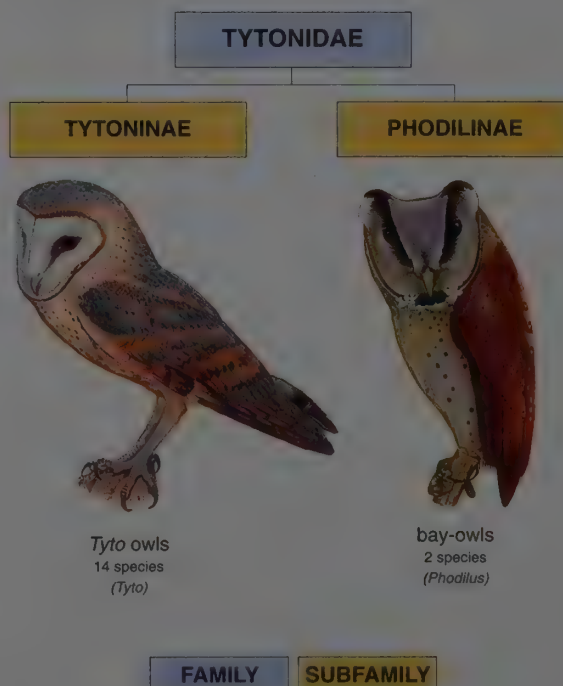 TYTONIDAE
TYTONINAE
PHODILINAE
Tyto owls
14 species
(Tyto)
bay-owls
2 species
(Phodilus)
FAMILY
SUBFAMILY